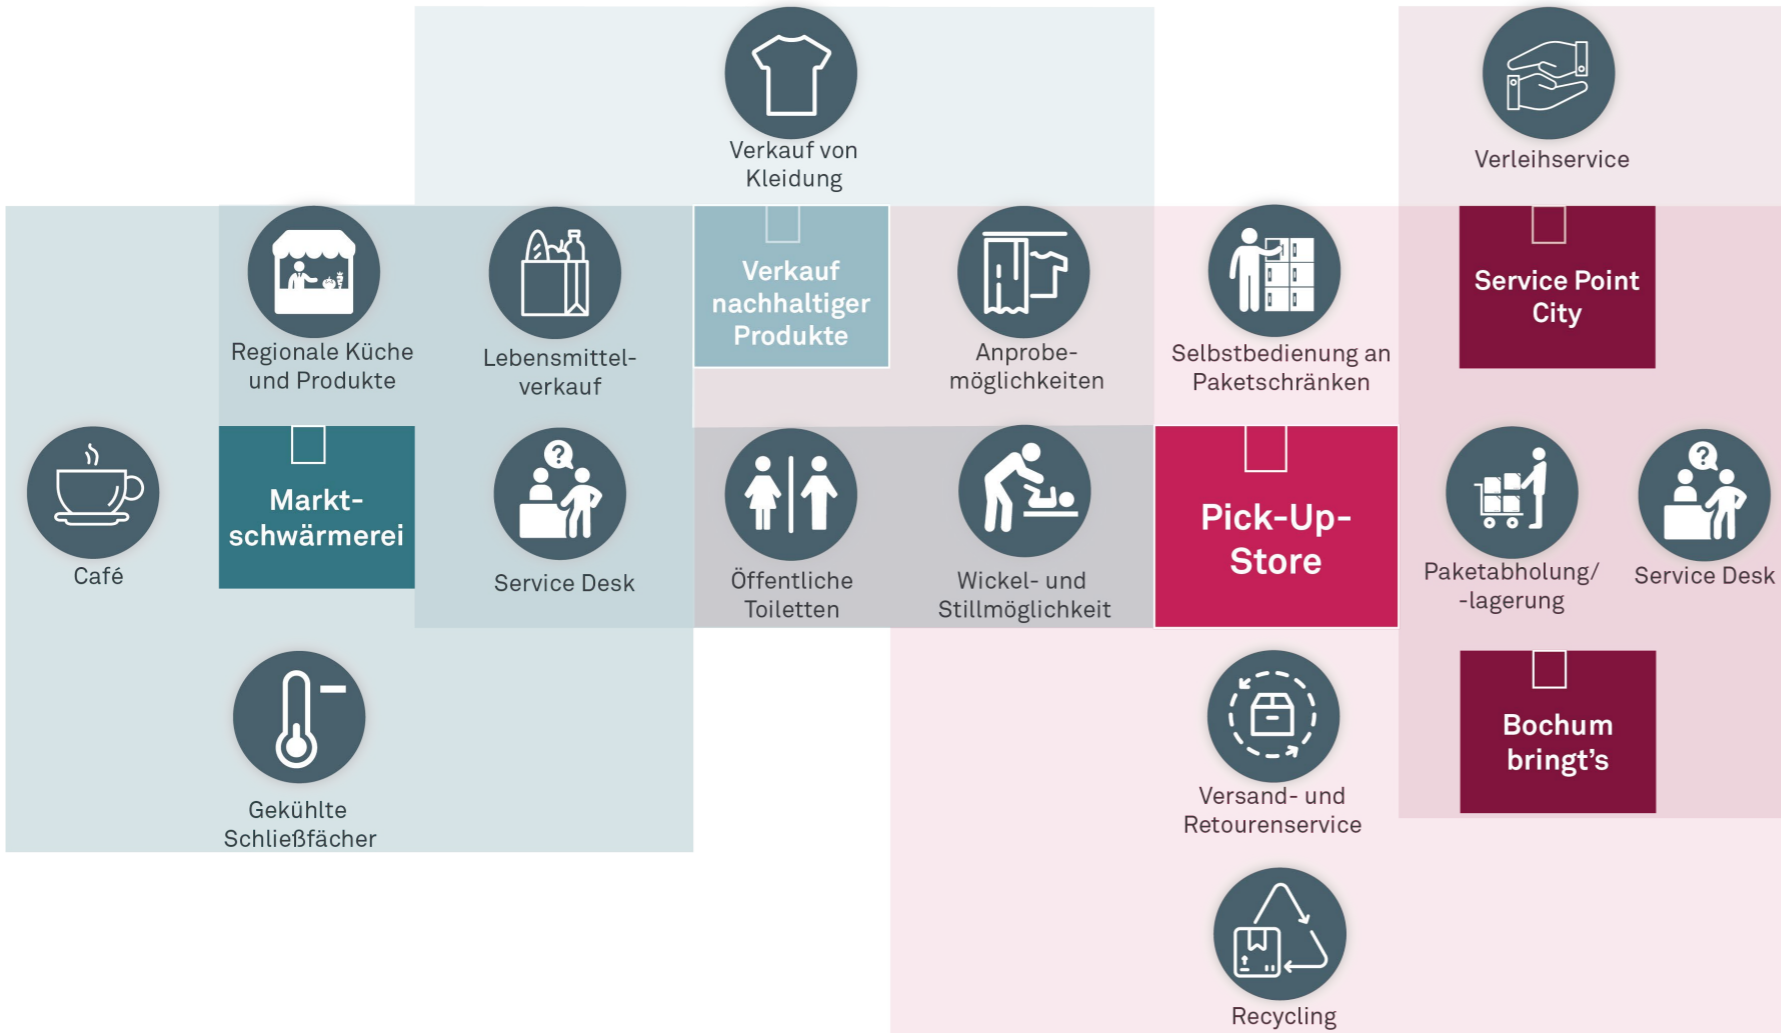 Verkauf von
Kleidung
Verleihservice
Regionale Küche
und Produkte
Lebensmittel-
verkauf
Verkauf
nachhaltiger
Produkte
Anprobe-
möglichkeiten
Selbstbedienung an
Paketschränken
Service Point
City
Café
Markt-
schwärmerei
?
Service Desk
Öffentliche
Toiletten
Wickel- und
Stillmöglichkeit
Pick-Up-
Store
Paketabholung/
-lagerung
?
Service Desk
Gekühlte
Schließfächer
Versand- und
Retourenservice
Bochum
bringt's
Recycling